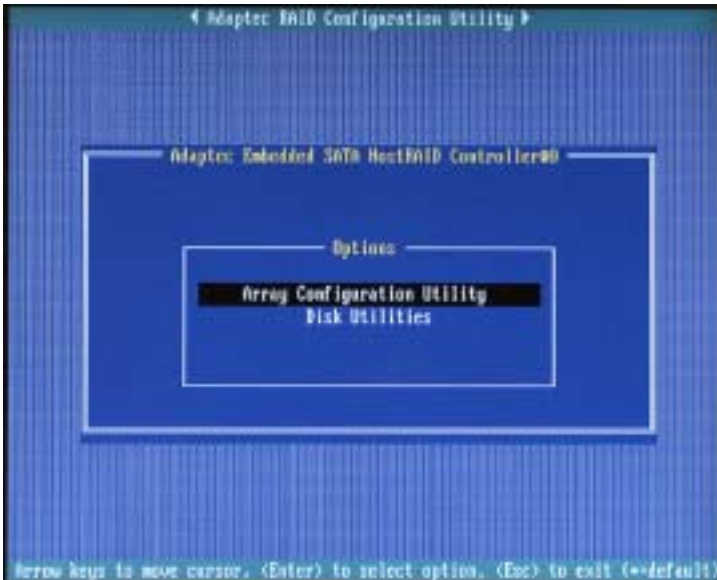 Adaptec RAID Configuration Utility
Adaptec Embedded SATA HostRAID Controller#0
Options
Array Configuration Utility
Disk Utilities
Arrow keys to move cursor, <Enter> to select option, <Esc> to exit (*=default)